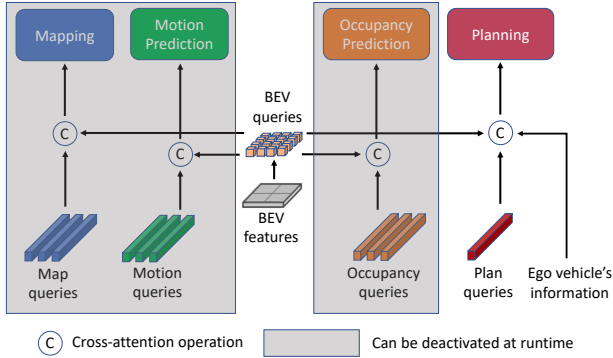 Mapping
Motion
Prediction
Occupancy
Prediction
Planning
BEV
queries
C
C
C
C
BEV
features
Map
queries
Motion
queries
Occupancy
queries
Plan
queries
Ego vehicle's
information
C Cross-attention operation
Can be deactivated at runtime